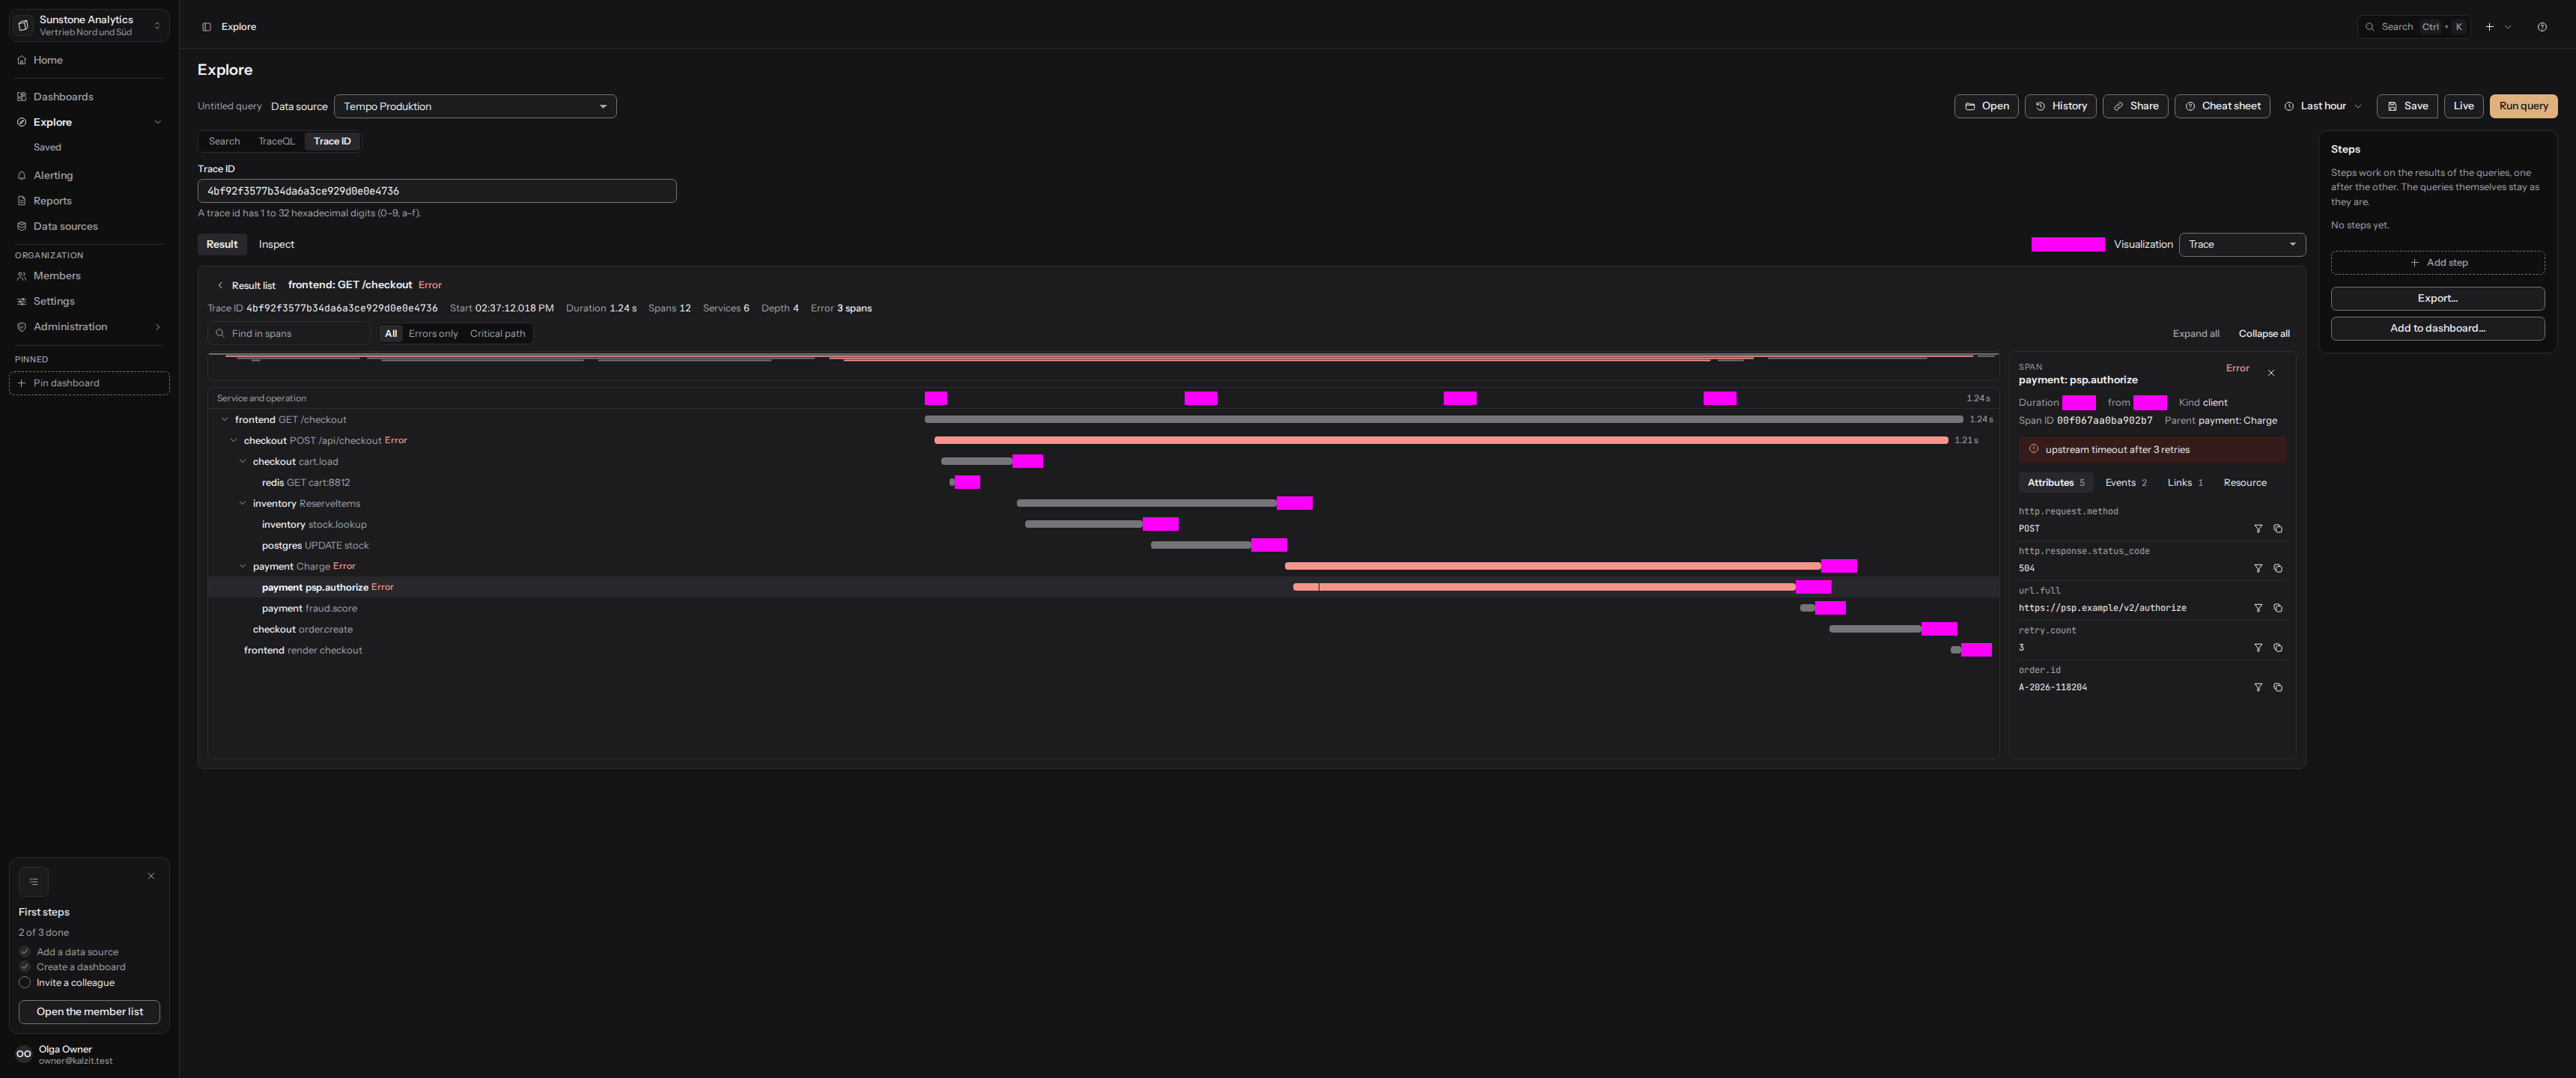 Sunstone Analytics
Vertrieb Nord und Süd
Home
Dashboards
Explore
Saved
Alerting
Reports
Data sources
ORGANIZATION
Members
Settings
Administration
PINNED
Pin dashboard
First steps
2 of 3 done
Add a data source
Create a dashboard
Invite a colleague
Open the member list
OO Olga Owner
owner@kalzit.test
Explore
Search Ctrl + K
Explore
Untitled query Data source Tempo Produktion
Open History Share Cheat sheet Last hour Save Live Run query
Search TraceQL Trace ID
Trace ID
4bf92f3577b34da6a3ce929d0e0e4736
A trace id has 1 to 32 hexadecimal digits (0–9, a–f).
Result Inspect
Visualization Trace
Result list frontend: GET /checkout Error
Trace ID 4bf92f3577b34da6a3ce929d0e0e4736 Start 02:37:12.018 PM Duration 1.24 s Spans 12 Services 6 Depth 4 Error 3 spans
Find in spans All Errors only Critical path
Expand all Collapse all
Service and operation 1.24 s
frontend GET /checkout 1.24 s
checkout POST /api/checkout Error 1.21 s
checkout cart.load
redis GET cart:8812
inventory ReserveItems
inventory stock.lookup
postgres UPDATE stock
payment Charge Error
payment psp.authorize Error
payment fraud.score
checkout order.create
frontend render checkout
SPAN
payment: psp.authorize
Error
Duration from Kind client
Span ID 00f067aa0ba902b7 Parent payment: Charge
upstream timeout after 3 retries
Attributes 5 Events 2 Links 1 Resource
http.request.method
POST
http.response.status_code
504
url.full
https://psp.example/v2/authorize
retry.count
3
order.id
A-2026-118204
Steps
Steps work on the results of the queries, one
after the other. The queries themselves stay as
they are.
No steps yet.
Add step
Export...
Add to dashboard...